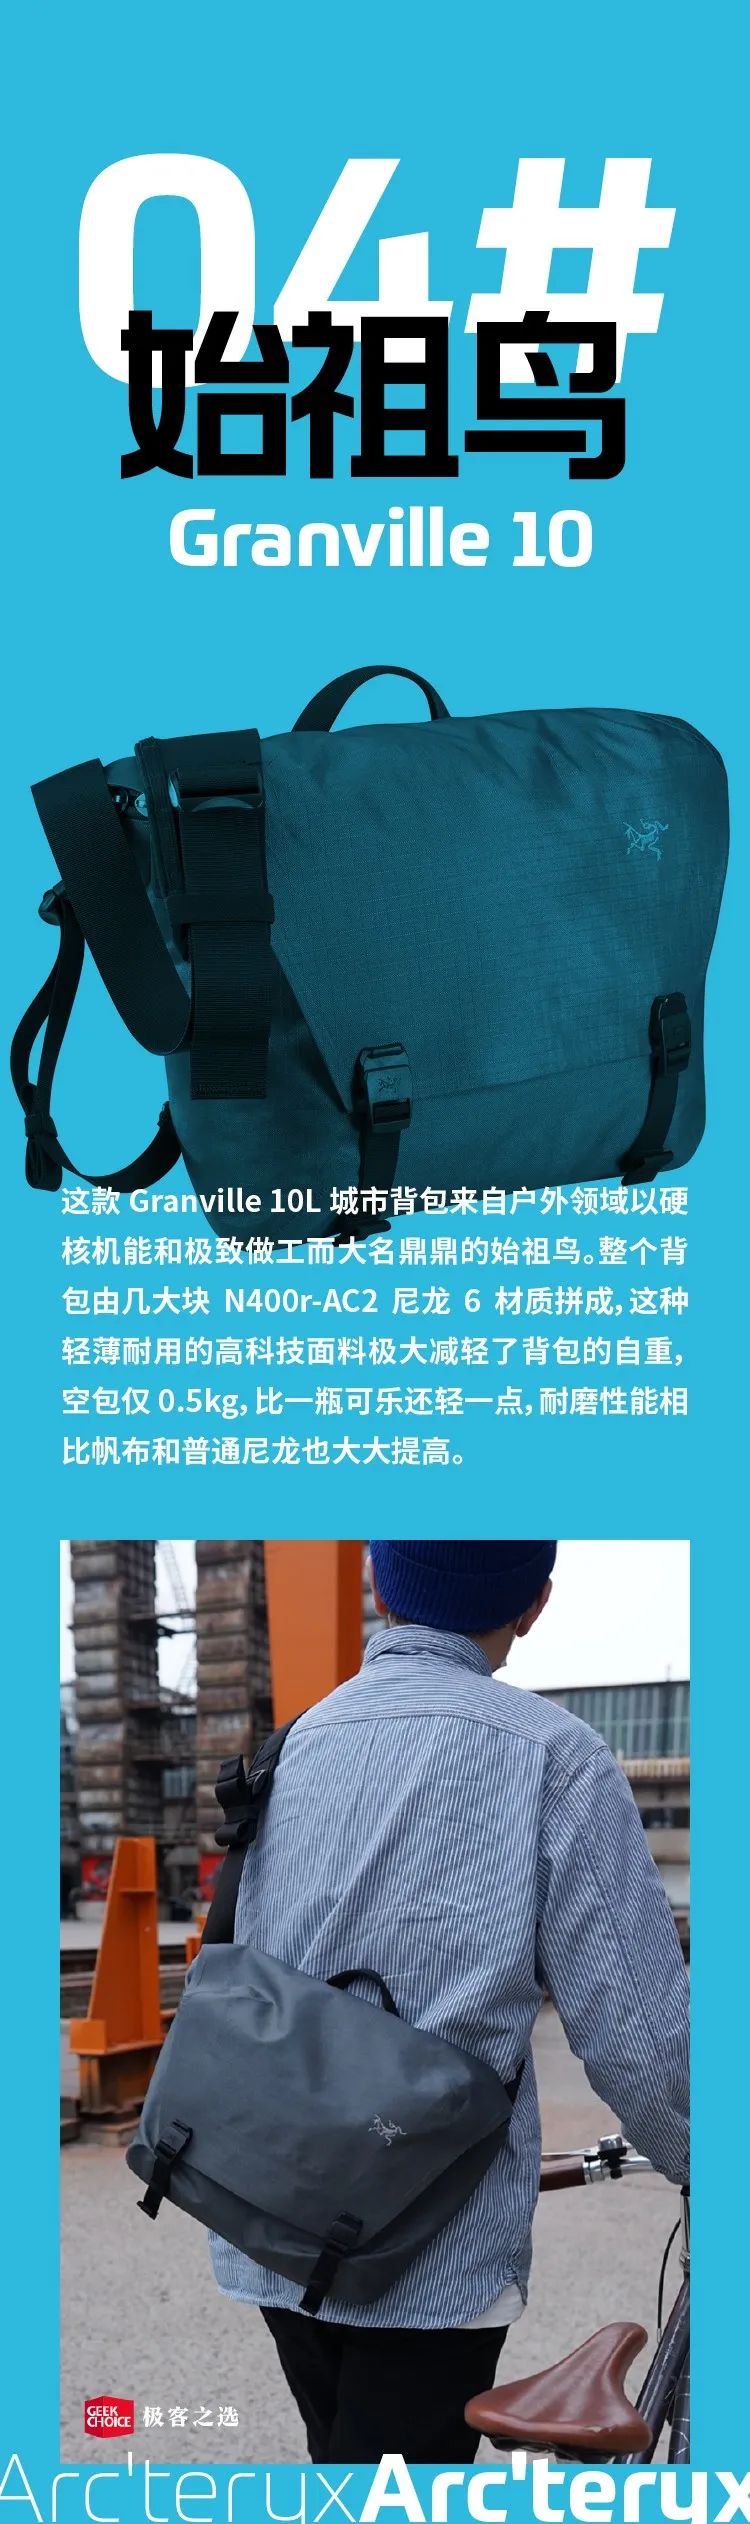 04#
始祖鸟
Granville 10
这款 Granville 10L 城市背包来自户外领域以硬
核机能和极致做工而大名鼎鼎的始祖鸟。整个背
包由几大块 N400r-AC2 尼龙 6 材质拼成，这种
轻薄耐用的高科技面料极大减轻了背包的自重，
空包仅 0.5kg，比一瓶可乐还轻一点，耐磨性能相
比帆布和普通尼龙也大大提高。
GEEK
CHOICE 极客之选
Arc'teryxArc'teryx